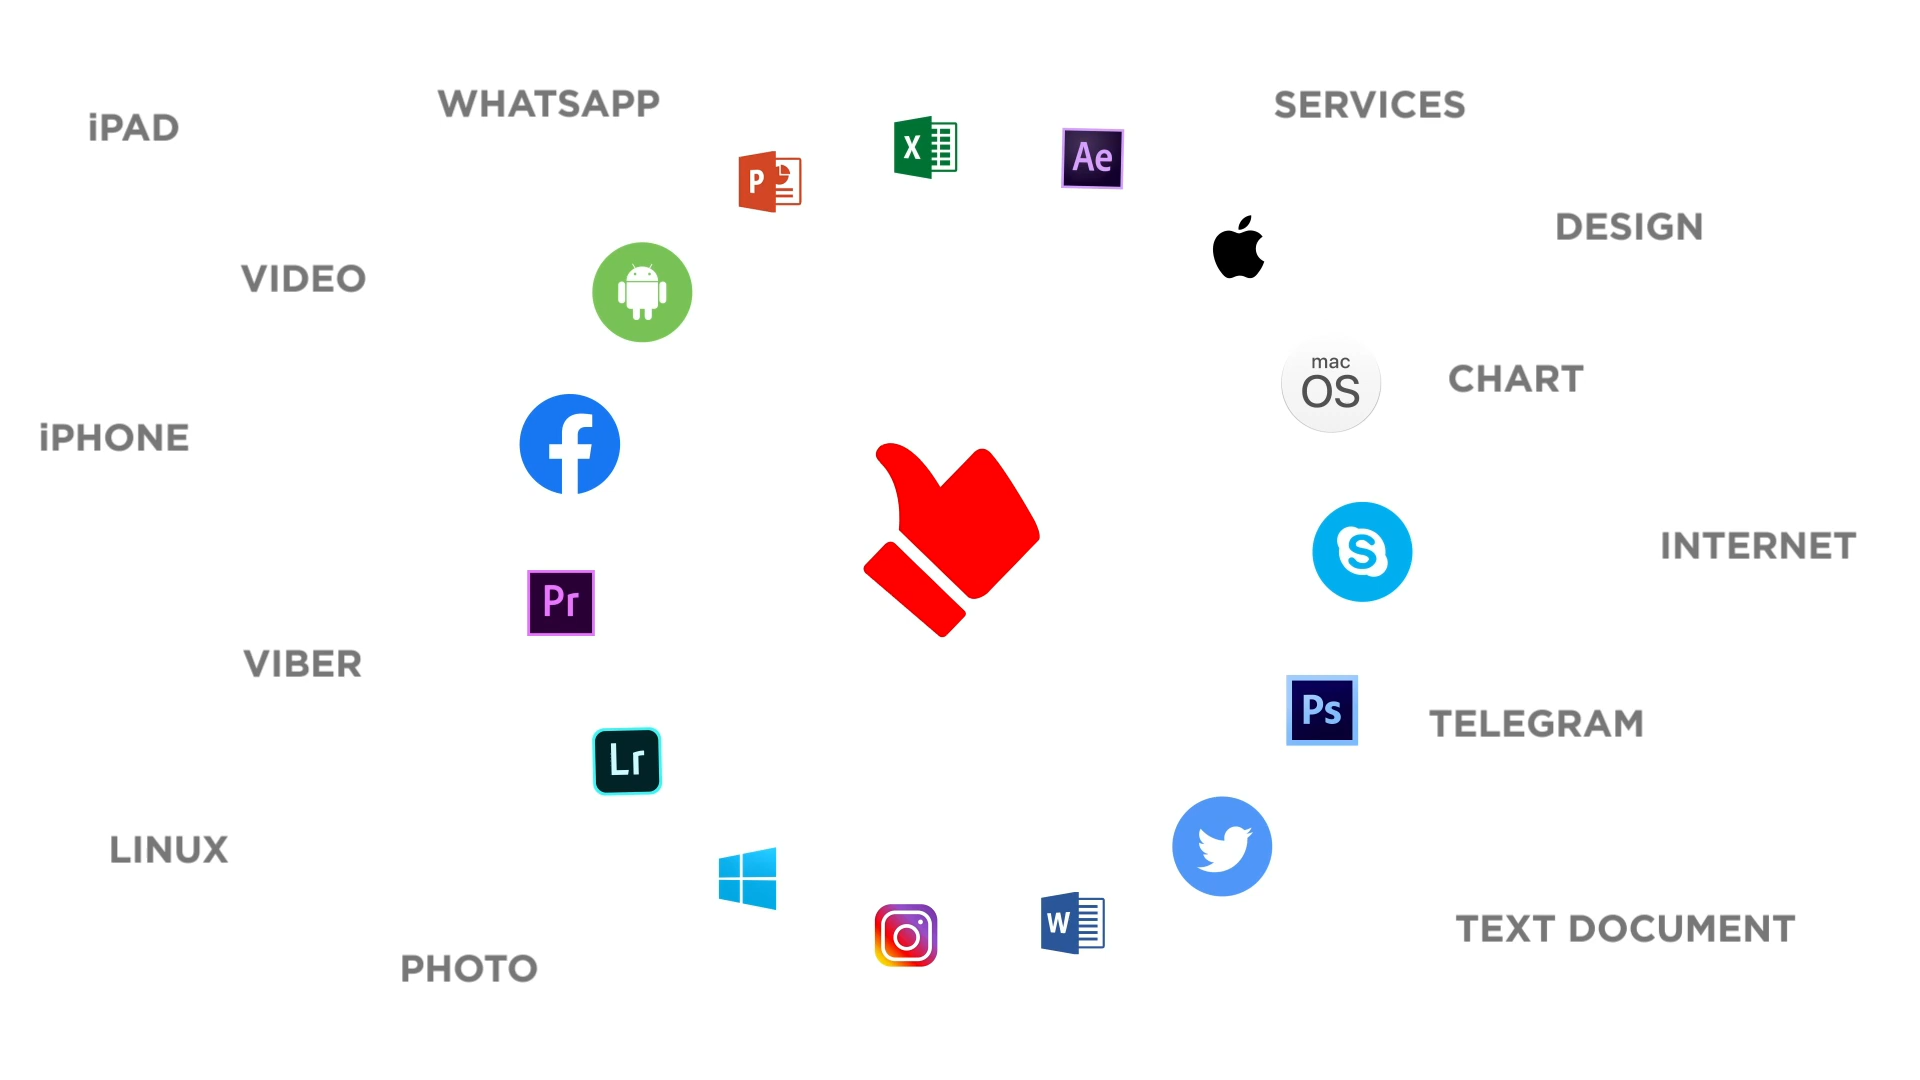 WHATSAPP
SERVICES
iPAD
X
Ae
P
DESIGN
VIDEO
mac
OS
CHART
iPHONE
f
INTERNET
S
Pr
VIBER
Ps
TELEGRAM
Lr
LINUX
W
TEXT DOCUMENT
PHOTO